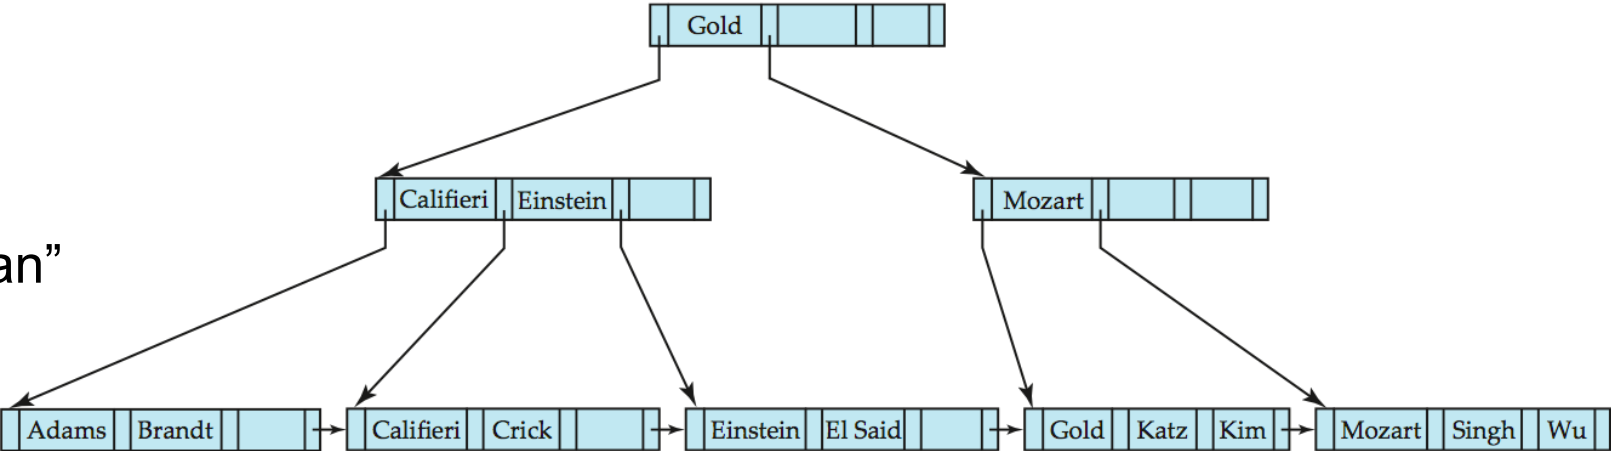 Gold
Califieri Einstein Mozart
an”
Adams Brandt Califieri Crick Einstein El Said Gold Katz Kim Mozart Singh Wu